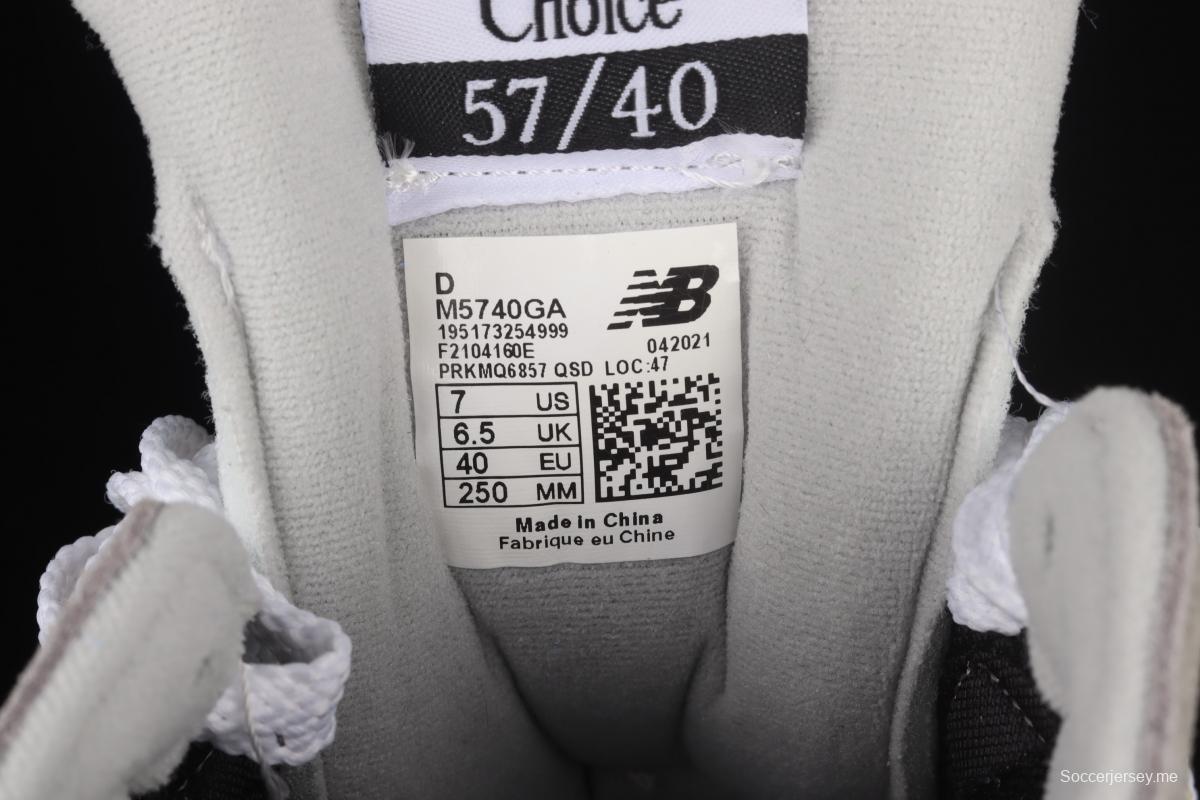 Choice
57/40
D
M5740GA
NB
195173254999
F2104160E
042021
PRKMQ6857 QSD LOC:47
7 US
6.5 UK
40 EU
250 MM
Made in China
Fabrique eu Chine
Soccerjersey.me